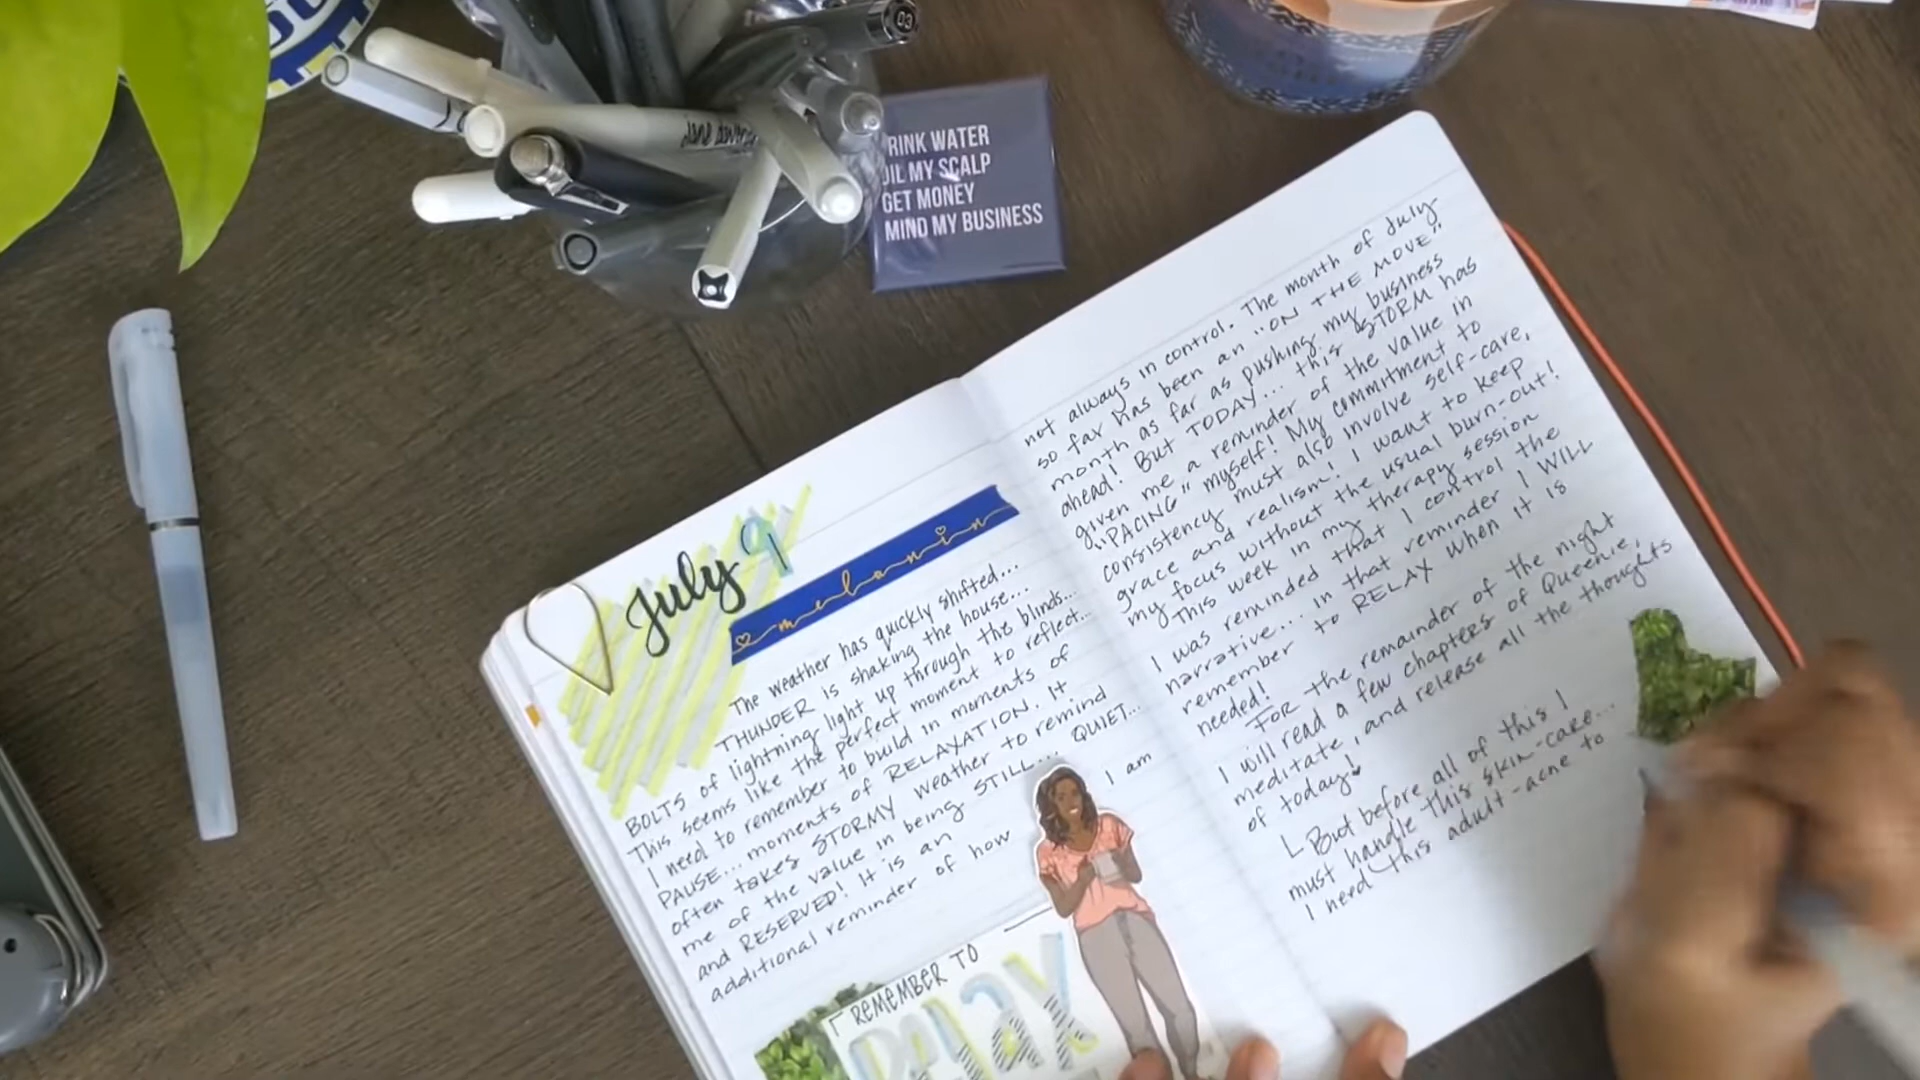 RINK WATER
OIL MY SCALP
GET MONEY
MIND MY BUSINESS
July 9
melanin
The weather has quickly shifted...
THUNDER is shaking the house...
BOLTS of lightning light up through the blinds...
This seems like the perfect moment to reflect...
I need to remember to build in moments of
PAUSE... moments of RELAXATION. It
often takes STORMY weather to remind
me of the value in being STILL... QUIET...
and RESERVED! It is an I am
additional reminder of how
REMEMBER TO
RELAX
not always in control. The month of July
so far has been an "ON THE MOVE"
month as far as pushing my business
ahead! But TODAY... this STORM has
given me a reminder of the value in
"PACING" myself! My commitment to
consistency must also involve self-care,
grace and realism! I want to keep
my focus without the usual burn-out!
This week in my therapy session
I was reminded that I control the
narrative.... in that reminder I WILL
remember to RELAX when it is
needed!
FOR the remainder of the night
I will read a few chapters of Queenie,
meditate, and release all the thoughts
of today!
But before all of this I
must handle this skin-care...
I need this adult-acne to